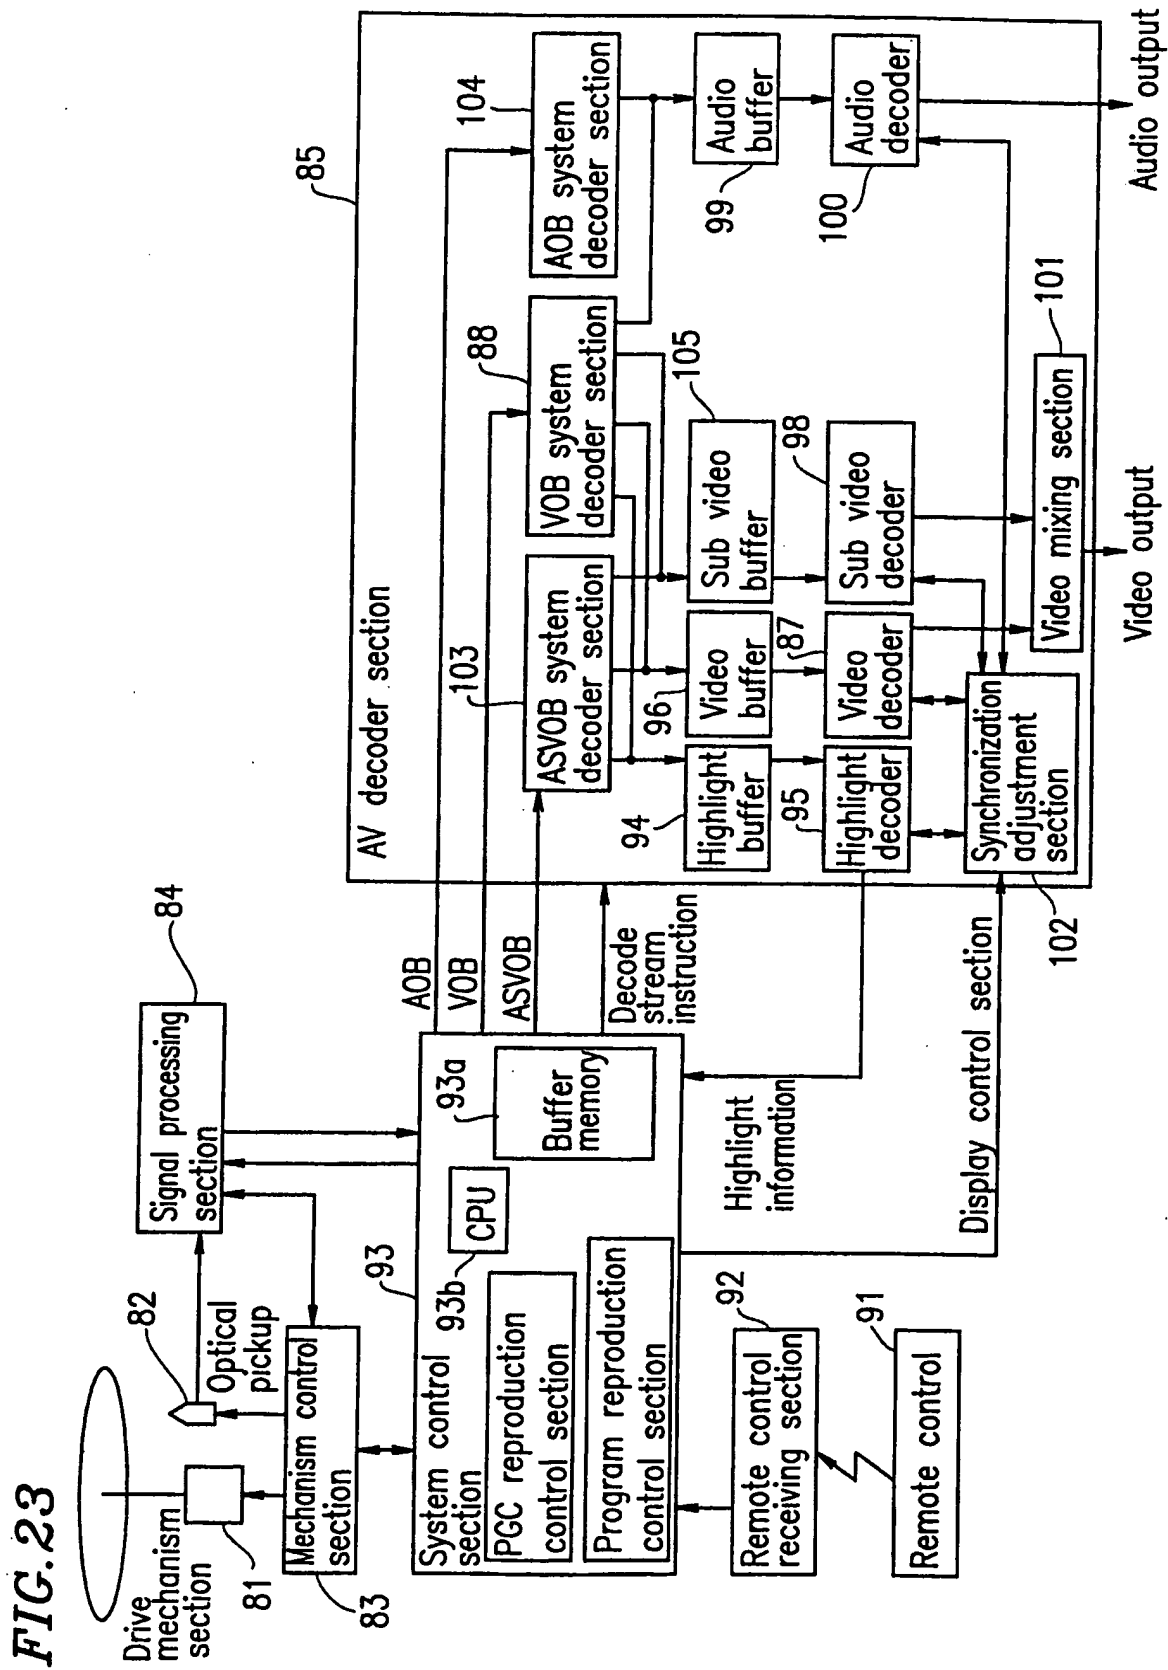 FIG.23
Drive
mechanism
section
81
82
Optical
pickup
83
Mechanism control
section
84
Signal processing
section
93
System control
section
93b
CPU
93a
Buffer
memory
PGC reproduction
control section
Program reproduction
control section
92
Remote control
receiving section
91
Remote control
AOB
VOB
ASVOB
Decode
stream
instruction
Highlight
information
Display control section
85
AV decoder section
103
ASVOB system
decoder section
88
VOB system
decoder section
104
AOB system
decoder section
94
Highlight
buffer
96
Video
buffer
105
Sub video
buffer
99
Audio
buffer
95
Highlight
decoder
87
Video
decoder
98
Sub video
decoder
100
Audio
decoder
102
Synchronization
adjustment
section
101
Video mixing section
Video output
Audio output